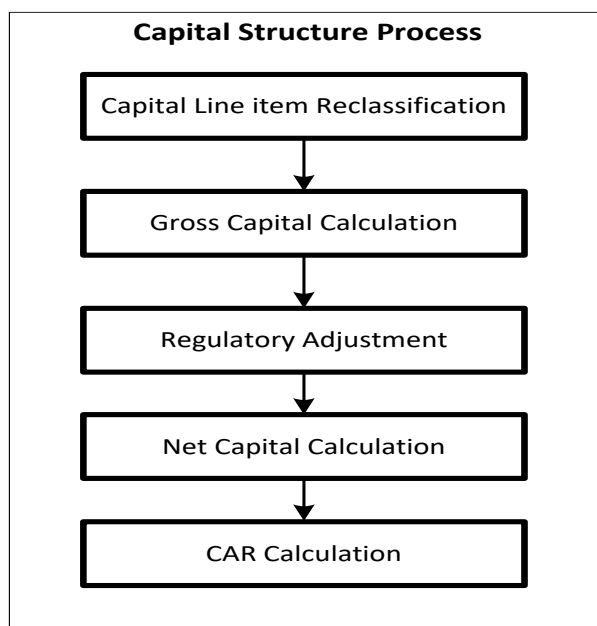 Capital Structure Process
Capital Line item Reclassification
Gross Capital Calculation
Regulatory Adjustment
Net Capital Calculation
CAR Calculation